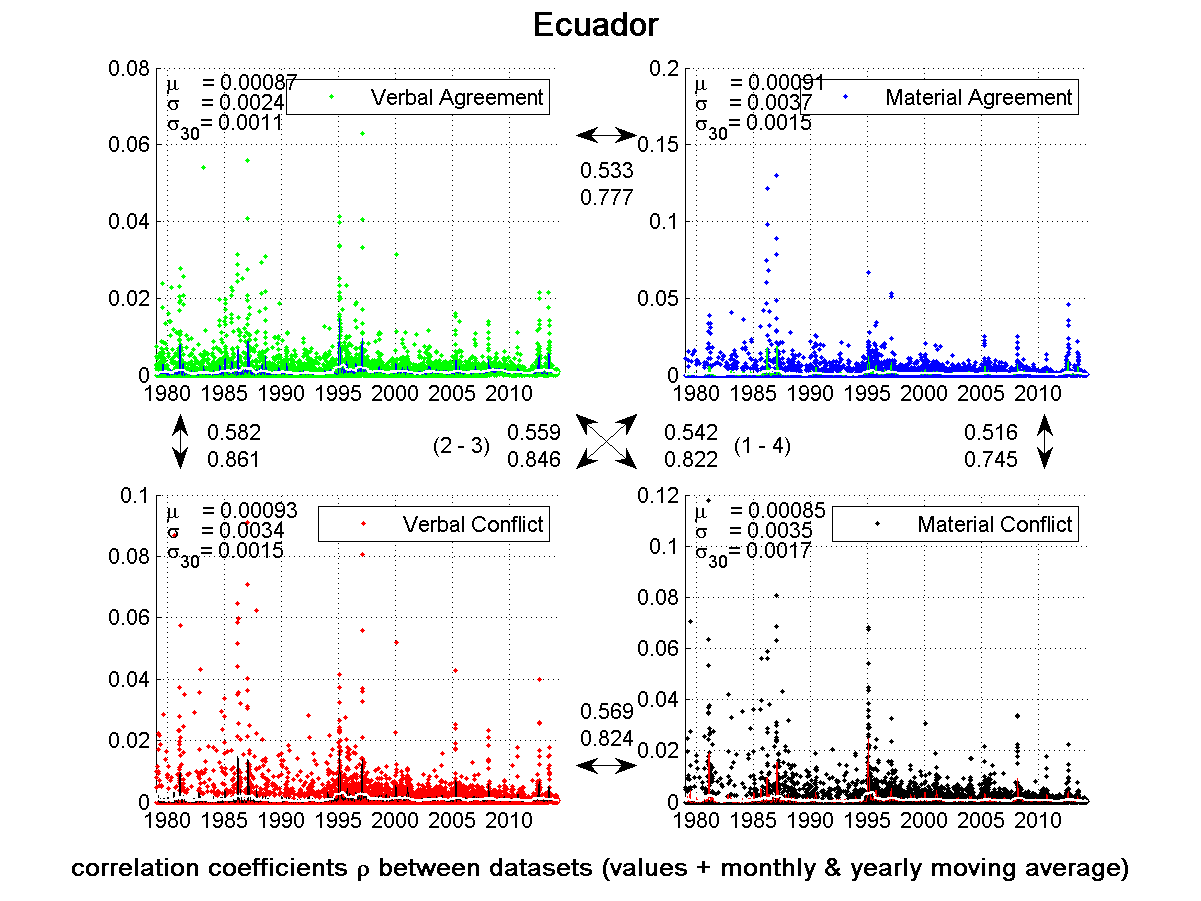 Ecuador
0.08
0.06
0.04
0.02
0
μ = 0.00087
σ = 0.0024
σ30= 0.0011
Verbal Agreement
1980 1985 1990 1995 2000 2005 2010
0.533
0.777
0.2
0.15
0.1
0.05
0
μ = 0.00091
σ = 0.0037
σ30= 0.0015
Material Agreement
1980 1985 1990 1995 2000 2005 2010
0.582
0.861
(2 - 3)
0.559
0.846
0.542
0.822
(1 - 4)
0.516
0.745
0.1
0.08
0.06
0.04
0.02
0
μ = 0.00093
σ = 0.0034
σ30= 0.0015
Verbal Conflict
1980 1985 1990 1995 2000 2005 2010
0.569
0.824
0.12
0.1
0.08
0.06
0.04
0.02
0
μ = 0.00085
σ = 0.0035
σ30= 0.0017
Material Conflict
1980 1985 1990 1995 2000 2005 2010
correlation coefficients ρ between datasets (values + monthly & yearly moving average)